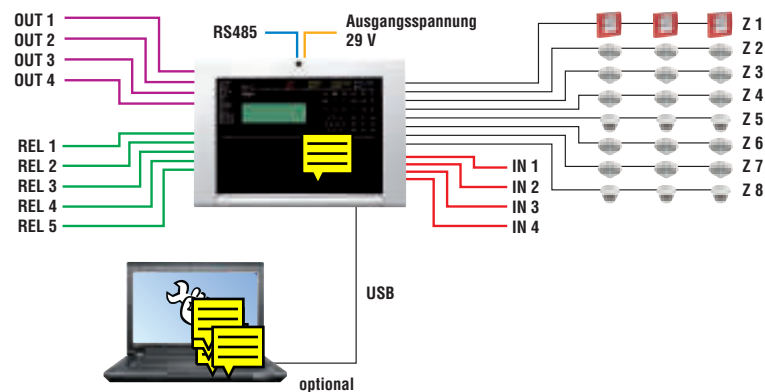 OUT 1
OUT 2
OUT 3
OUT 4
REL 1
REL 2
REL 3
REL 4
REL 5
RS485
Ausgangsspannung
29 V
Z 1
Z 2
Z 3
Z 4
Z 5
Z 6
Z 7
Z 8
IN 1
IN 2
IN 3
IN 4
USB
optional